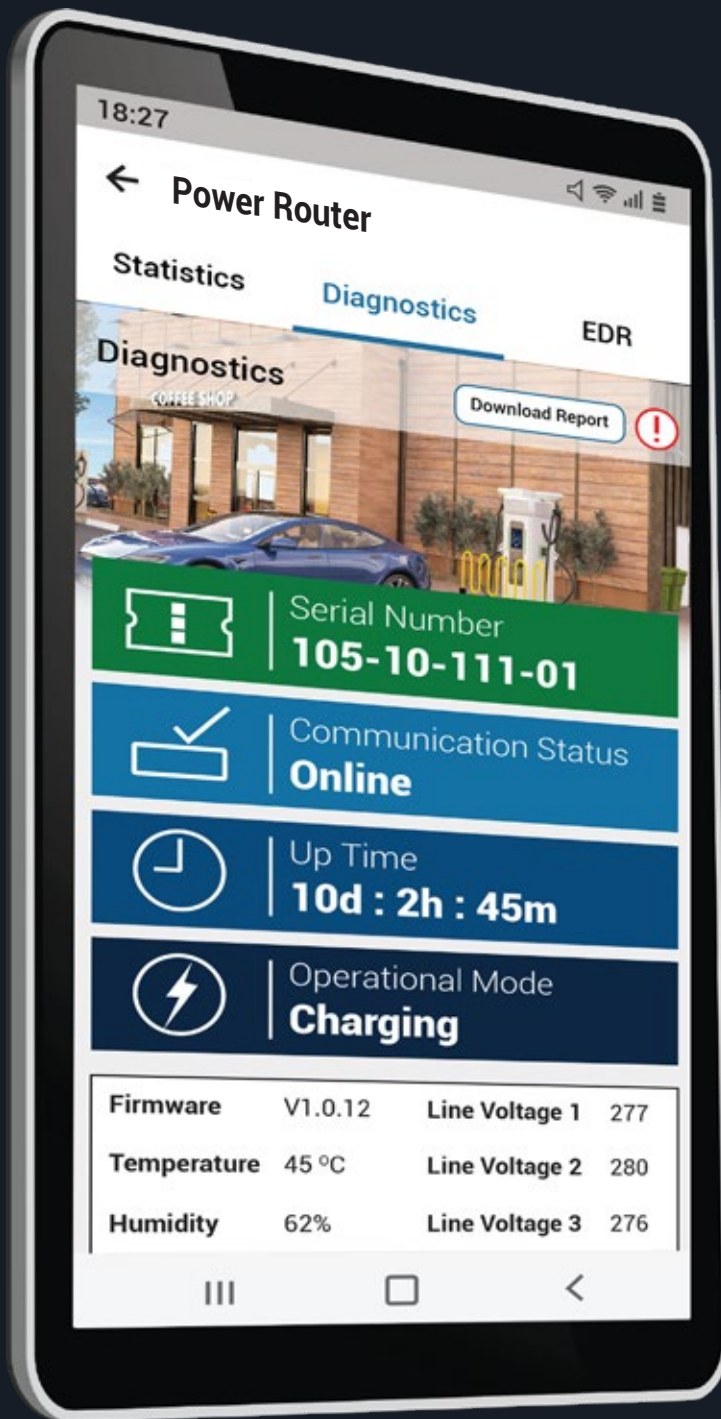 18:27
Power Router
Statistics Diagnostics EDR
Diagnostics
COFFEE SHOP
Download Report
Serial Number
105-10-111-01
Communication Status
Online
Up Time
10d : 2h : 45m
Operational Mode
Charging
Firmware V1.0.12 Line Voltage 1 277
Temperature 45 ºC Line Voltage 2 280
Humidity 62% Line Voltage 3 276